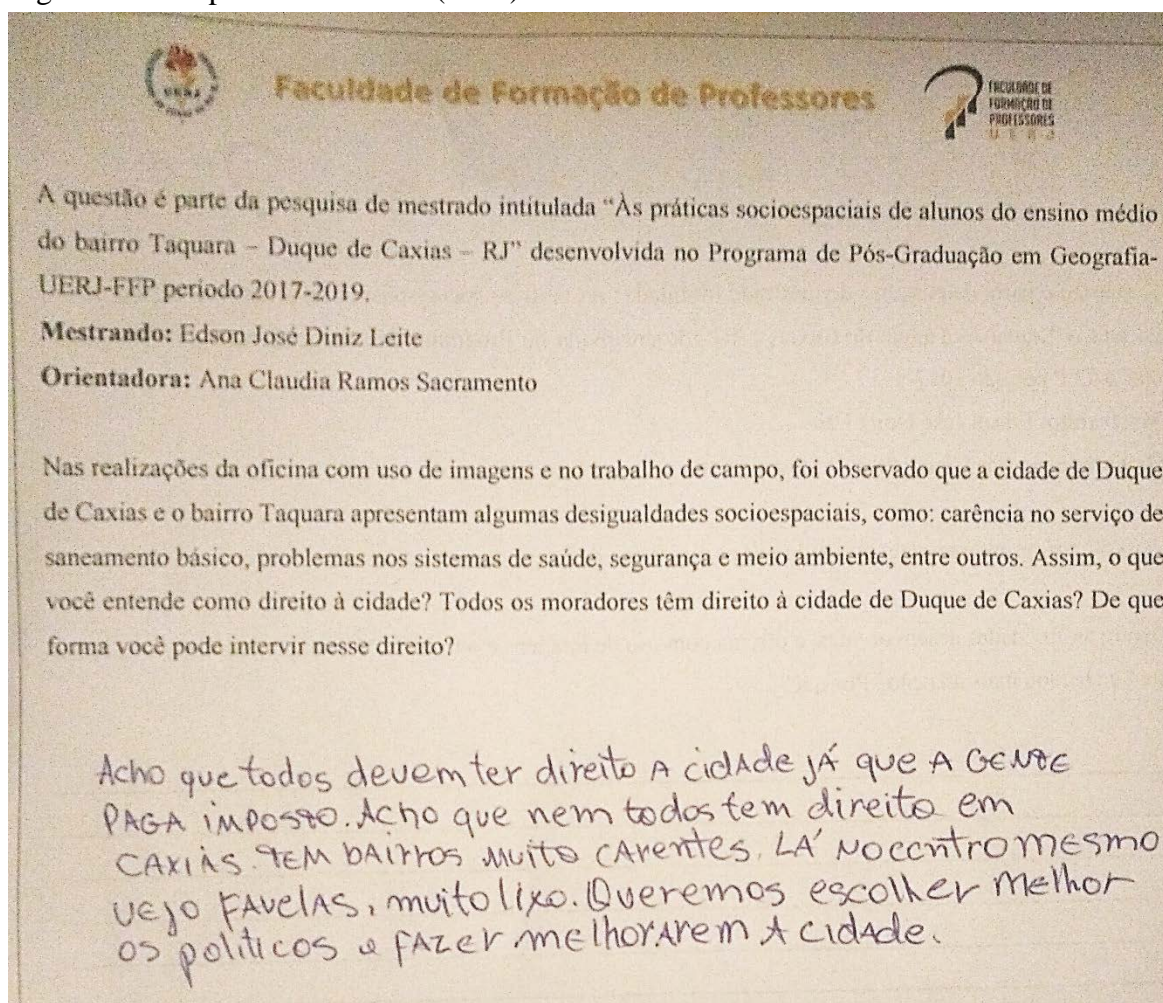 Faculdade de Formação de Professores
FACULDADE DE
FORMAÇÃO DE
PROFESSORES
UERJ
UERJ
A questão é parte da pesquisa de mestrado intitulada “Às práticas socioespaciais de alunos do ensino médio
do bairro Taquara – Duque de Caxias – RJ” desenvolvida no Programa de Pós-Graduação em Geografia-
UERJ-FFP periodo 2017-2019.
Mestrando: Edson José Diniz Leite
Orientadora: Ana Claudia Ramos Sacramento
Nas realizações da oficina com uso de imagens e no trabalho de campo, foi observado que a cidade de Duque
de Caxias e o bairro Taquara apresentam algumas desigualdades socioespaciais, como: carência no serviço de
saneamento básico, problemas nos sistemas de saúde, segurança e meio ambiente, entre outros. Assim, o que
você entende como direito à cidade? Todos os moradores têm direito à cidade de Duque de Caxias? De que
forma você pode intervir nesse direito?
Acho que todos devem ter direito A cidAde JÁ que A GENTE
PAGA iMPOSTO. Acho que nem todos tem direito em
CAXIAS. TEM bAirros muito cArentes. LÁ No centro mesmo
vejo FAvelAS, muito lixo. Queremos escolher melhor
os políticos e fAzer melhorArem A cidAde.